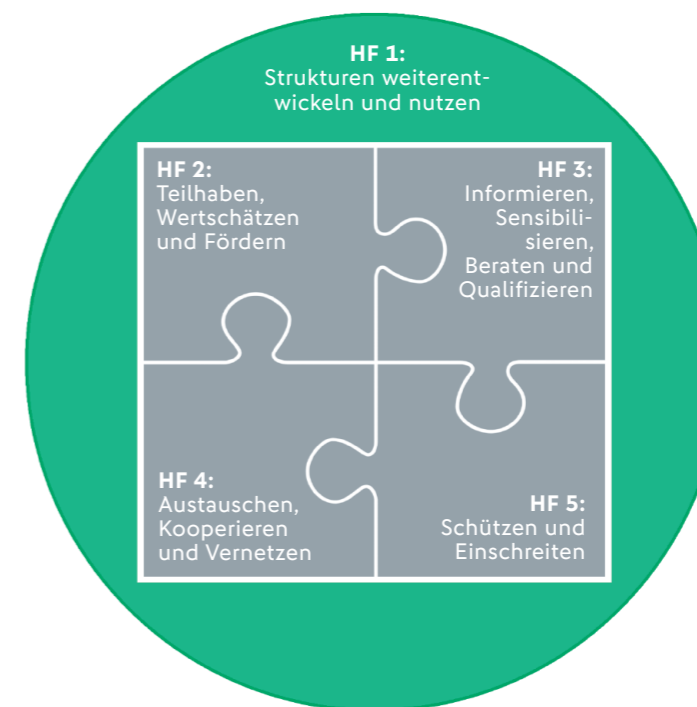 HF 1:
Strukturen weiterent-
wickeln und nutzen
HF 2:
Teilhaben,
Wertschätzen
und Fördern
HF 3:
Informieren,
Sensibili-
sieren,
Beraten und
Qualifizieren
HF 4:
Austauschen,
Kooperieren
und Vernetzen
HF 5:
Schützen und
Einschreiten